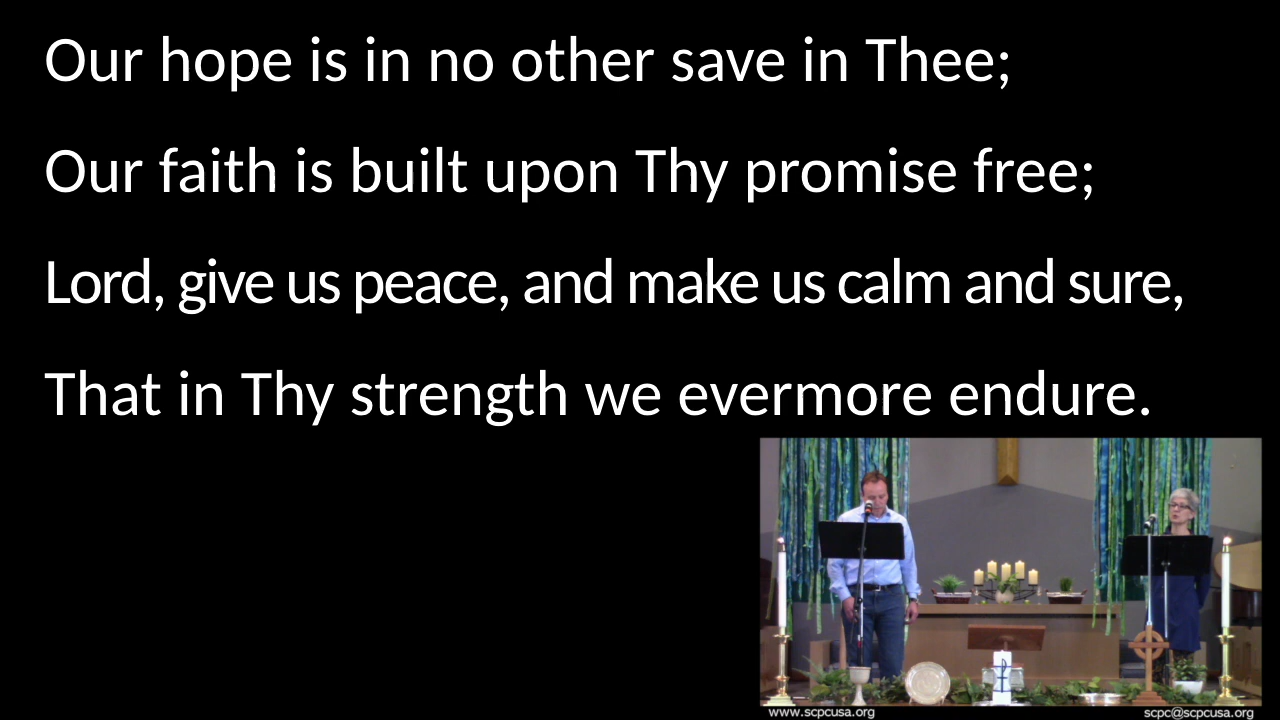 Our hope is in no other save in Thee;
Our faith is built upon Thy promise free;
Lord, give us peace, and make us calm and sure,
That in Thy strength we evermore endure.
www.scpcusa.org
scpc@scpcusa.org